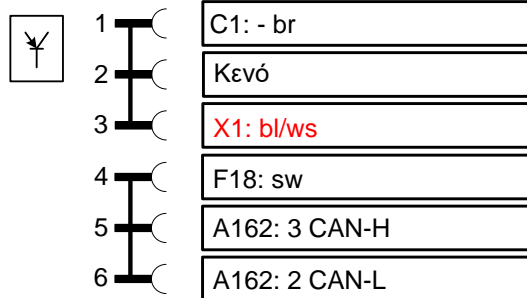 1 C1: - br
2 Κενό
3 X1: bl/ws
4 F18: sw
5 A162: 3 CAN-H
6 A162: 2 CAN-L